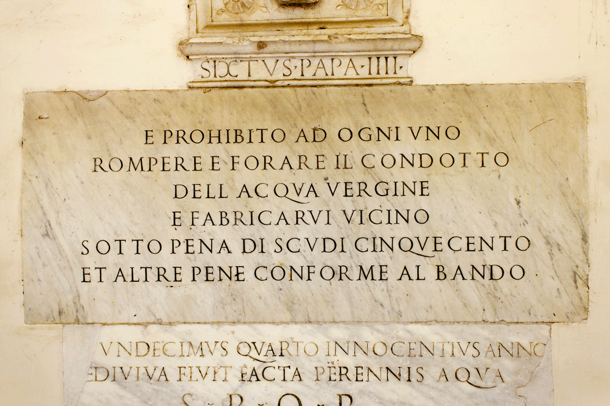 SIXTVS·PAPA·IIII·
E PROHIBITO AD OGNI VNO
ROMPERE E FORARE IL CONDOTTO
DELL ACQVA VERGINE
E FABRICARVI VICINO
SOTTO PENA DI SCVDI CINQVECENTO
ET ALTRE PENE CONFORME AL BANDO
VNDECIMVS QVARTO INNOCENTIVS ANNO
EDIVIVA FLVIT FACTA PERENNIS AQVA
S·P·Q·R